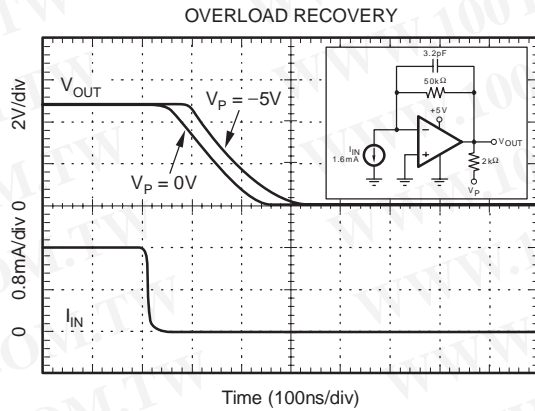 OVERLOAD RECOVERY
2V/div
0
0.8mA/div
0
V_OUT
V_P = –5V
V_P = 0V
I_IN
3.2pF
50kΩ
+5V
I_IN
1.6mA
–
+
V_OUT
2kΩ
V_P
Time (100ns/div)